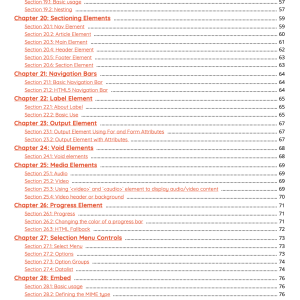 Section 19.1: Basic usage 57
Section 19.2: Nesting 57
Chapter 20: Sectioning Elements 59
Section 20.1: Nav Element 59
Section 20.2: Article Element 60
Section 20.3: Main Element 61
Section 20.4: Header Element 62
Section 20.5: Footer Element 63
Section 20.6: Section Element 63
Chapter 21: Navigation Bars 64
Section 21.1: Basic Navigation Bar 64
Section 21.2: HTML5 Navigation Bar 64
Chapter 22: Label Element 65
Section 22.1: About Label 65
Section 22.2: Basic Use 65
Chapter 23: Output Element 67
Section 23.1: Output Element Using For and Form Attributes 67
Section 23.2: Output Element with Attributes 67
Chapter 24: Void Elements 68
Section 24.1: Void elements 68
Chapter 25: Media Elements 69
Section 25.1: Audio 69
Section 25.2: Video 69
Section 25.3: Using `<video>` and `<audio>` element to display audio/video content 69
Section 25.4: Video header or background 70
Chapter 26: Progress Element 71
Section 26.1: Progress 71
Section 26.2: Changing the color of a progress bar 71
Section 26.3: HTML Fallback 72
Chapter 27: Selection Menu Controls 73
Section 27.1: Select Menu 73
Section 27.2: Options 73
Section 27.3: Option Groups 74
Section 27.4: Datalist 74
Chapter 28: Embed 76
Section 28.1: Basic usage 76
Section 28.2: Defining the MIME type 76